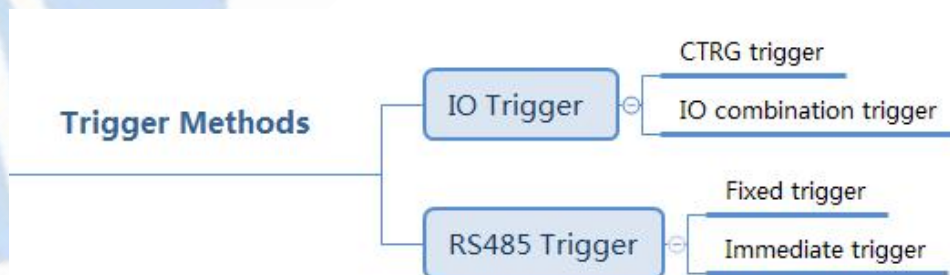 Trigger Methods
IO Trigger
CTRG trigger
IO combination trigger
RS485 Trigger
Fixed trigger
Immediate trigger